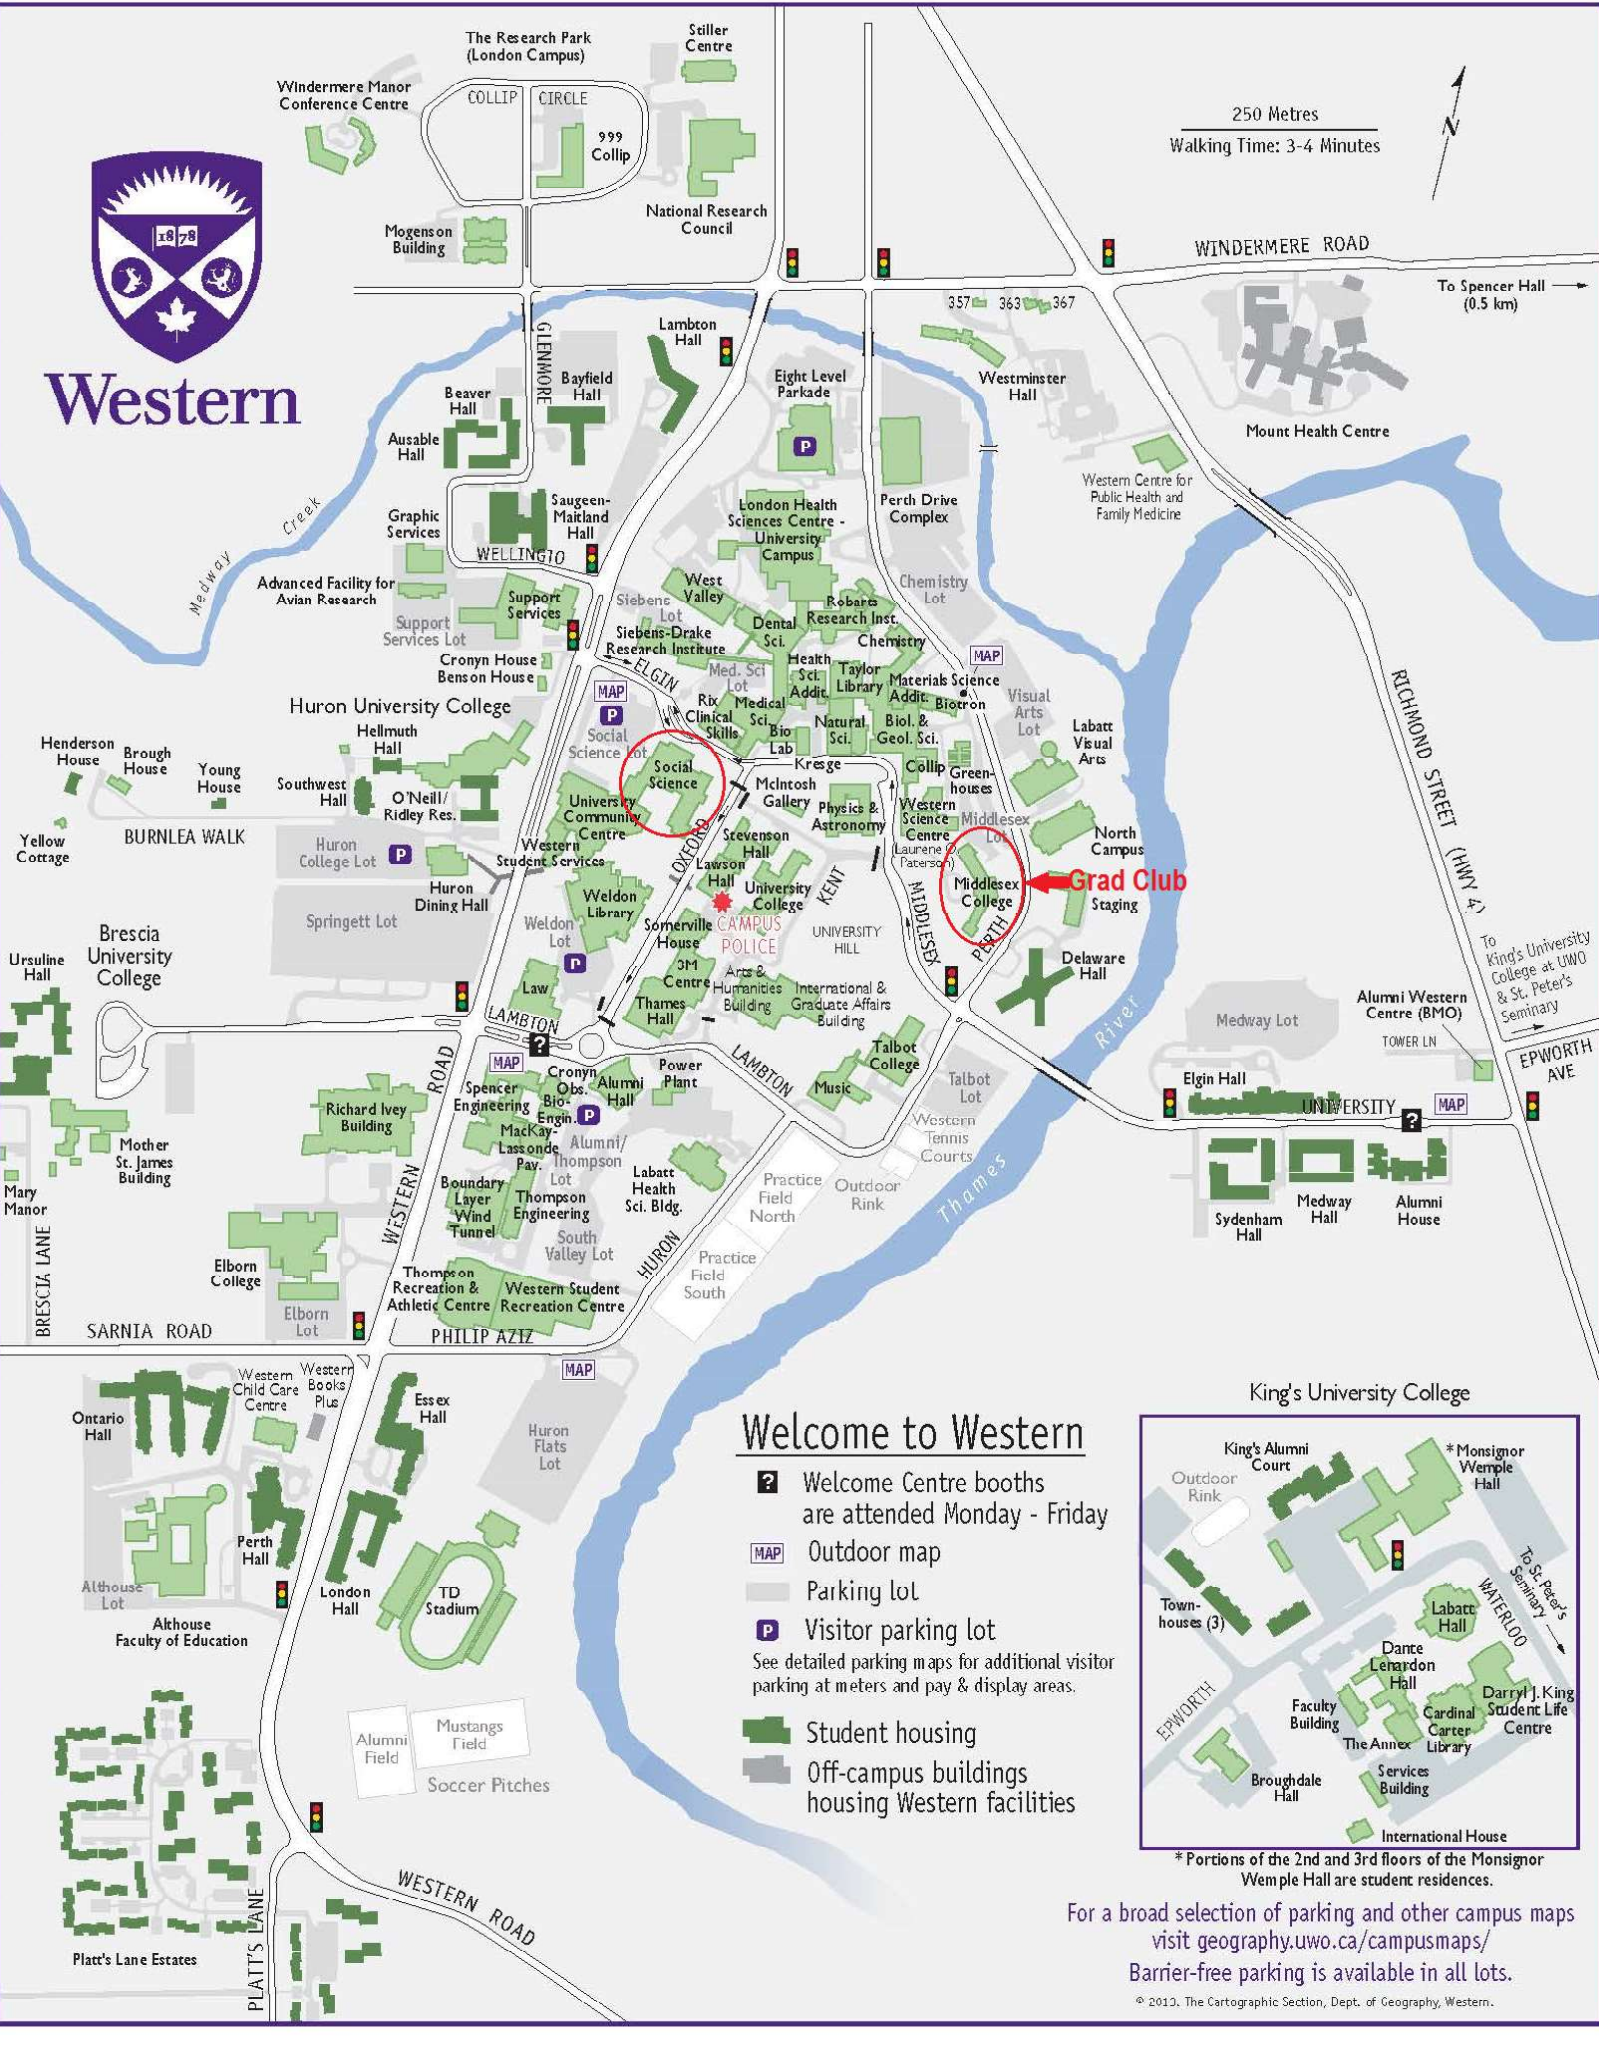 The Research Park
(London Campus)
Stiller
Centre
Windermere Manor
Conference Centre
COLLIP
CIRCLE
999
Collip
250 Metres
Walking Time: 3-4 Minutes
N
1878
Western
Mogenson
Building
National Research
Council
WINDERMERE ROAD
To Spencer Hall
(0.5 km)
357
363
367
GLENMORE
Lambton
Hall
Bayfield
Hall
Beaver
Hall
Ausable
Hall
Eight Level
Parkade
P
Westminster
Hall
Mount Health Centre
Western Centre for
Public Health and
Family Medicine
Perth Drive
Complex
London Health
Sciences Centre -
University
Campus
Saugeen-
Maitland
Hall
Graphic
Services
WELLINGTO
Medway Creek
Advanced Facility for
Avian Research
Support
Services
Support
Services Lot
Siebens
Lot
West
Valley
Chemistry
Lot
Robarts
Research Inst.
Dental
Sci.
Chemistry
Siebens-Drake
Research Institute
Cronyn House
Benson House
ELGIN
MAP
P
Med. Sci
Lot
Health
Sci.
Addit.
Taylor
Library
Materials Science
Addit.
Biotron
MAP
Visual
Arts
Lot
Labatt
Visual
Arts
Rix
Clinical
Skills
Medical
Sci.
Bio
Lab
Natural
Sci.
Biol. &
Geol. Sci.
Kresge
Collip
Green-
houses
Huron University College
Hellmuth
Hall
Henderson
House
Brough
House
Young
House
Southwest
Hall
O'Neill/
Ridley Res.
Yellow
Cottage
BURNLEA WALK
Huron
College Lot
P
Huron
Dining Hall
Springett Lot
Social
Science Lot
Social
Science
University
Community
Centre
Western
Student Services
OXFORD
McIntosh
Gallery
Physics &
Astronomy
Western
Science
Centre
Laurene O.
Paterson)
Middlesex
Lot
North
Campus
Stevenson
Hall
Lawson
Hall
University
College
KENT
MIDDLESEX
Middlesex
College
Grad Club
Staging
PERTH
Weldon
Library
Weldon
Lot
P
Somerville
House
CAMPUS
POLICE
UNIVERSITY
HILL
Delaware
Hall
3M
Centre
Arts &
Humanities
Building
International &
Graduate Affairs
Building
Thames
Hall
Law
LAMBTON
?
MAP
Brescia
University
College
Ursuline
Hall
RICHMOND STREET (HWY 4)
To
King's University
College at UWO
& St. Peter's
Seminary
Alumni Western
Centre (BMO)
TOWER LN
EPWORTH
AVE
Medway Lot
Elgin Hall
UNIVERSITY
?
MAP
Sydenham
Hall
Medway
Hall
Alumni
House
Thames River
Talbot
College
Music
Talbot
Lot
Western
Tennis
Courts
Outdoor
Rink
Practice
Field
North
Practice
Field
South
LAMBTON
HURON
Power
Plant
Alumni
Hall
Cronyn
Obs.
Bio-
Engin.
P
Spencer
Engineering
MacKay-
Lassonde
Pav.
Alumni/
Thompson
Lot
Labatt
Health
Sci. Bldg.
Boundary
Layer
Wind
Tunnel
Thompson
Engineering
South
Valley Lot
WESTERN ROAD
Richard Ivey
Building
Mother
St. James
Building
Mary
Manor
BRESCIA LANE
Elborn
College
Elborn
Lot
SARNIA ROAD
Thompson
Recreation &
Athletic Centre
Western Student
Recreation Centre
PHILIP AZIZ
MAP
Western
Child Care
Centre
Western
Books
Plus
Ontario
Hall
Essex
Hall
Huron
Flats
Lot
Perth
Hall
London
Hall
Althouse
Lot
Althouse
Faculty of Education
TD
Stadium
Alumni
Field
Mustangs
Field
Soccer Pitches
WESTERN ROAD
PLATT'S LANE
Platt's Lane Estates
Welcome to Western
? Welcome Centre booths
are attended Monday - Friday
MAP Outdoor map
Parking lot
P Visitor parking lot
See detailed parking maps for additional visitor
parking at meters and pay & display areas.
Student housing
Off-campus buildings
housing Western facilities
King's University College
King's Alumni
Court
* Monsignor
Wemple
Hall
Outdoor
Rink
Town-
houses (3)
WATERLOO
To St. Peter's
Seminary
Labatt
Hall
Dante
Lenardon
Hall
EPWORTH
Faculty
Building
The Annex
Cardinal
Carter
Library
Darryl J. King
Student Life
Centre
Services
Building
Broughdale
Hall
International House
* Portions of the 2nd and 3rd floors of the Monsignor
Wemple Hall are student residences.
For a broad selection of parking and other campus maps
visit geography.uwo.ca/campusmaps/
Barrier-free parking is available in all lots.
© 2013. The Cartographic Section, Dept. of Geography, Western.